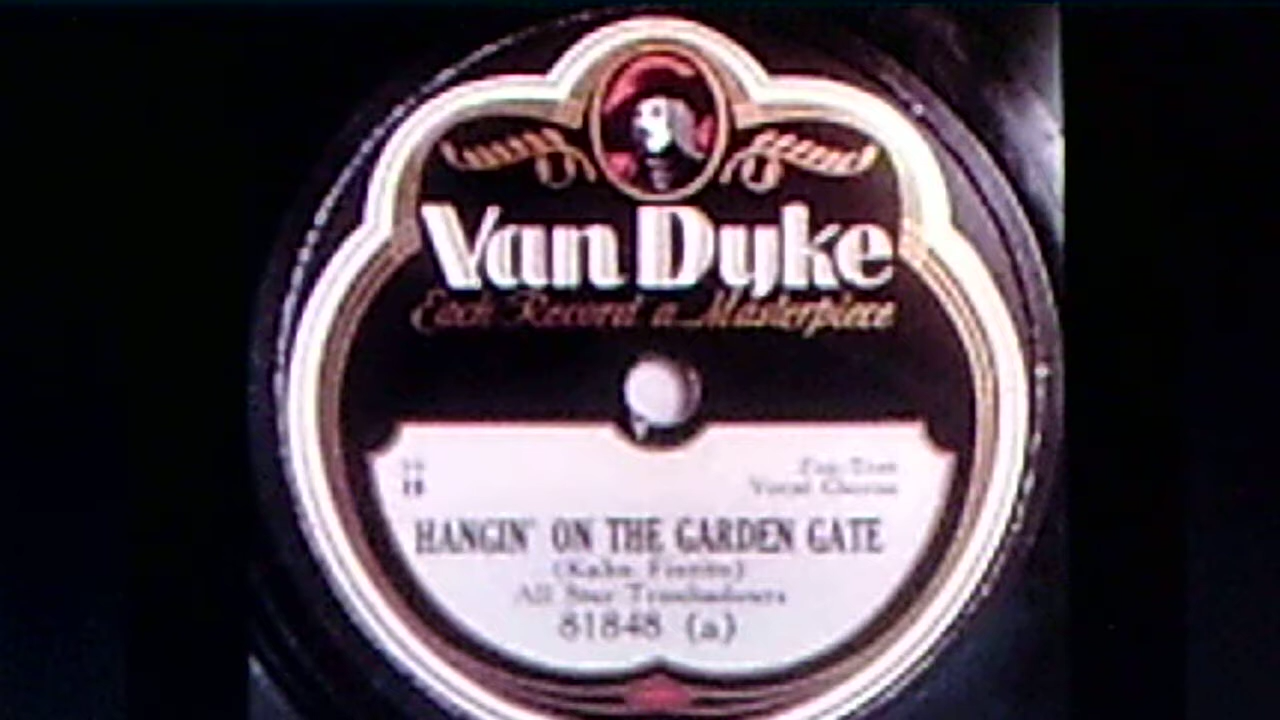 Van Dyke
Each Record a Masterpiece
Fox-Trot
Vocal Chorus
HANGIN' ON THE GARDEN GATE
(Kahn Fiorito)
All Star Troubadours
81848 (a)